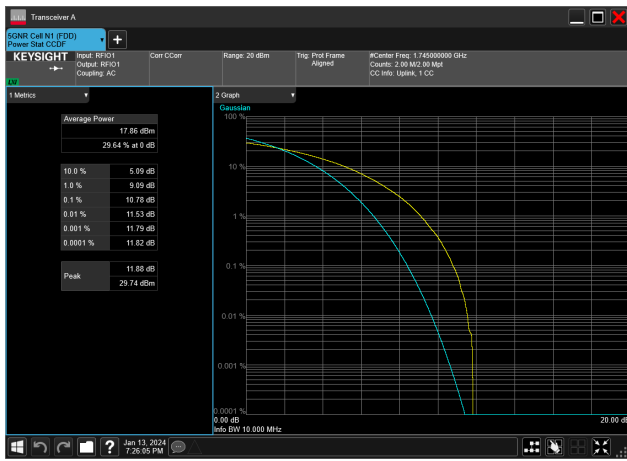 Transceiver A
5GNR Cell N1 (FDD)
Power Stat CCDF
KEYSIGHT
Input: RFIO1
Output: RFIO1
Coupling: AC
Corr CCorr
Range: 20 dBm
Trig: Prot Frame
Aligned
#Center Freq: 1.745000000 GHz
Counts: 2.00 M/2.00 Mpt
CC Info: Uplink, 1 CC
1 Metrics
Average Power
17.86 dBm
29.64 % at 0 dB
10.0 % 5.09 dB
1.0 % 9.09 dB
0.1 % 10.78 dB
0.01 % 11.53 dB
0.001 % 11.79 dB
0.0001 % 11.82 dB
Peak
11.88 dB
29.74 dBm
2 Graph
Gaussian
100 %
10 %
1 %
0.1 %
0.01 %
0.001 %
0.0001 %
0.00 dB
20.00 dB
Info BW 10.000 MHz
Jan 13, 2024
7:26:05 PM